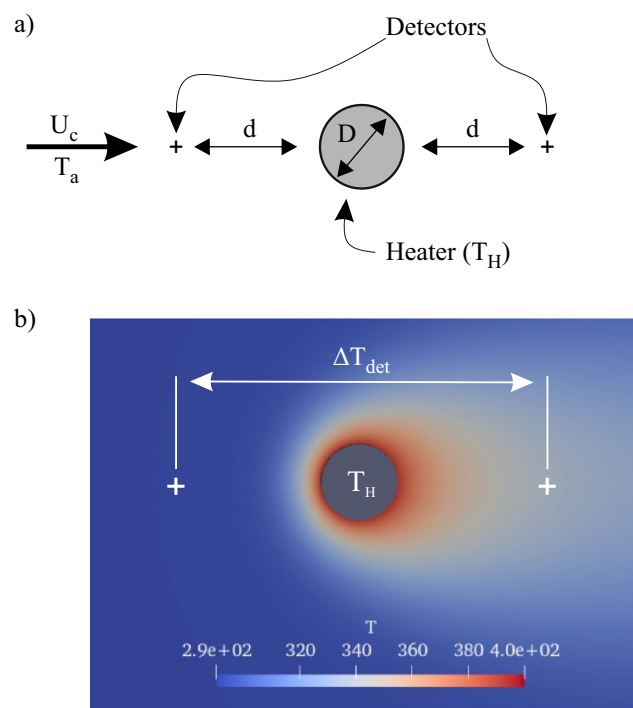 a)
Detectors
U_c
T_a
d
D
d
Heater (T_H)
b)
ΔT_det
T_H
T
2.9e+02 320 340 360 380 4.0e+02